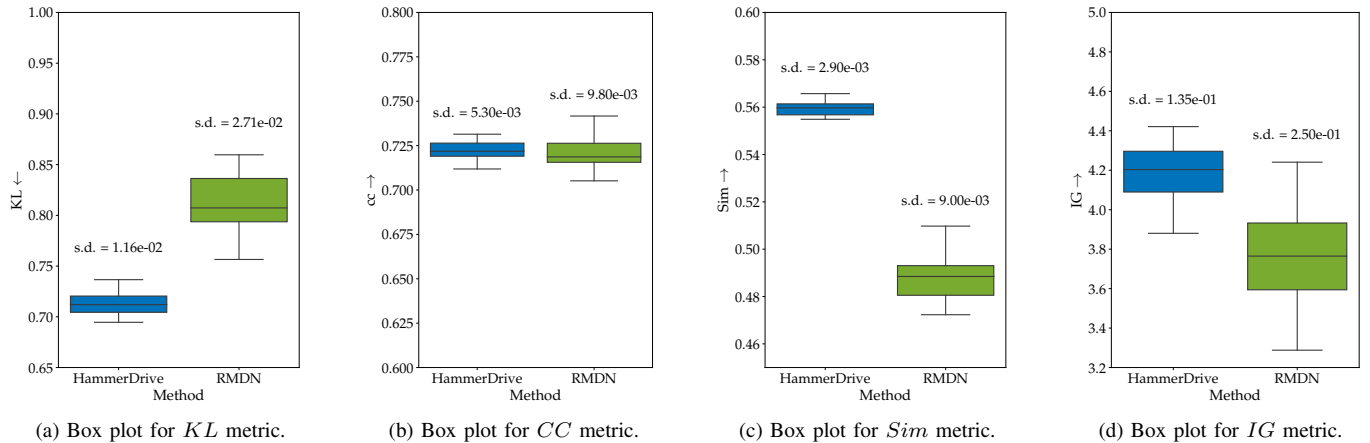 1.00
0.95
0.90
0.85
0.80
0.75
0.70
0.65
KL ←
s.d. = 1.16e-02
s.d. = 2.71e-02
HammerDrive RMDN
Method
(a) Box plot for KL metric.
0.800
0.775
0.750
0.725
0.700
0.675
0.650
0.625
0.600
cc →
s.d. = 5.30e-03
s.d. = 9.80e-03
HammerDrive RMDN
Method
(b) Box plot for CC metric.
0.60
0.58
0.56
0.54
0.52
0.50
0.48
0.46
Sim →
s.d. = 2.90e-03
s.d. = 9.00e-03
HammerDrive RMDN
Method
(c) Box plot for Sim metric.
5.0
4.8
4.6
4.4
4.2
4.0
3.8
3.6
3.4
3.2
IG →
s.d. = 1.35e-01
s.d. = 2.50e-01
HammerDrive RMDN
Method
(d) Box plot for IG metric.